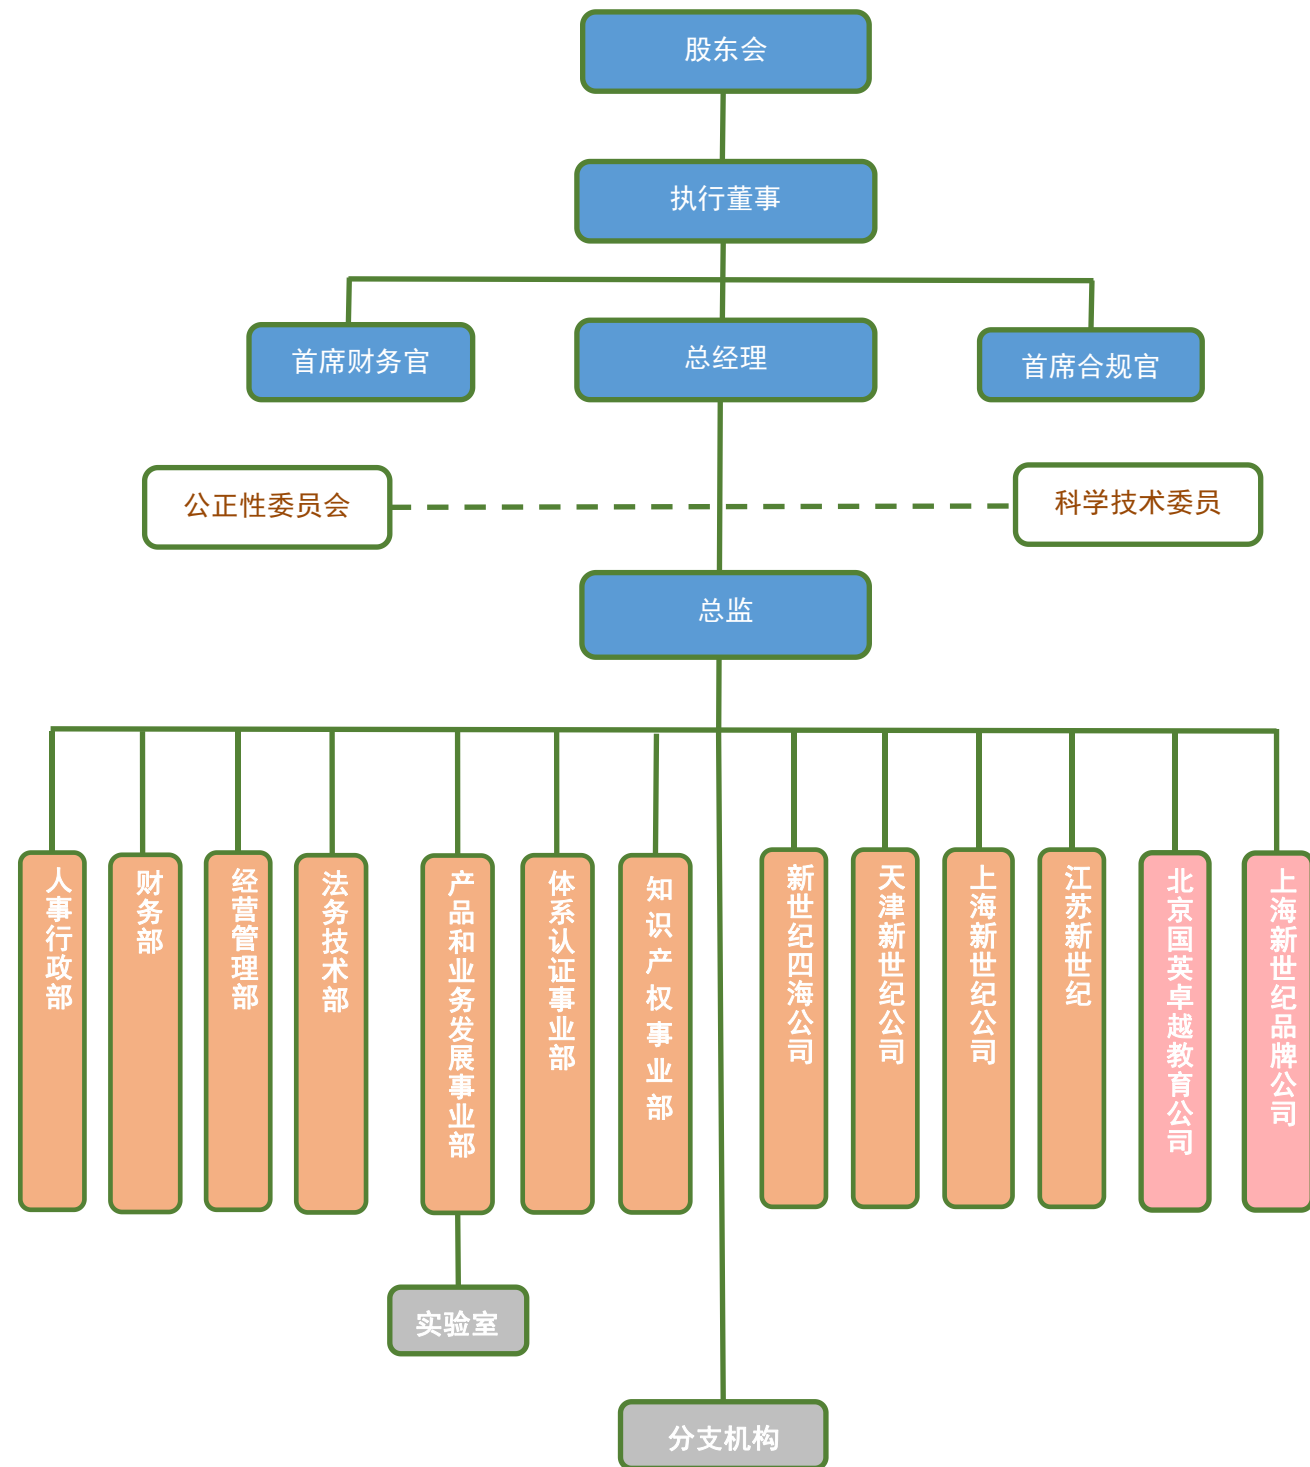 股东会
执行董事
首席财务官
总经理
首席合规官
公正性委员会
科学技术委员
总监
人事行政部
财务部
经营管理部
法务技术部
产品和业务发展事业部
体系认证事业部
知识产权事业部
新世纪四海公司
天津新世纪公司
上海新世纪公司
江苏新世纪
北京国英卓越教育公司
上海新世纪品牌公司
实验室
分支机构